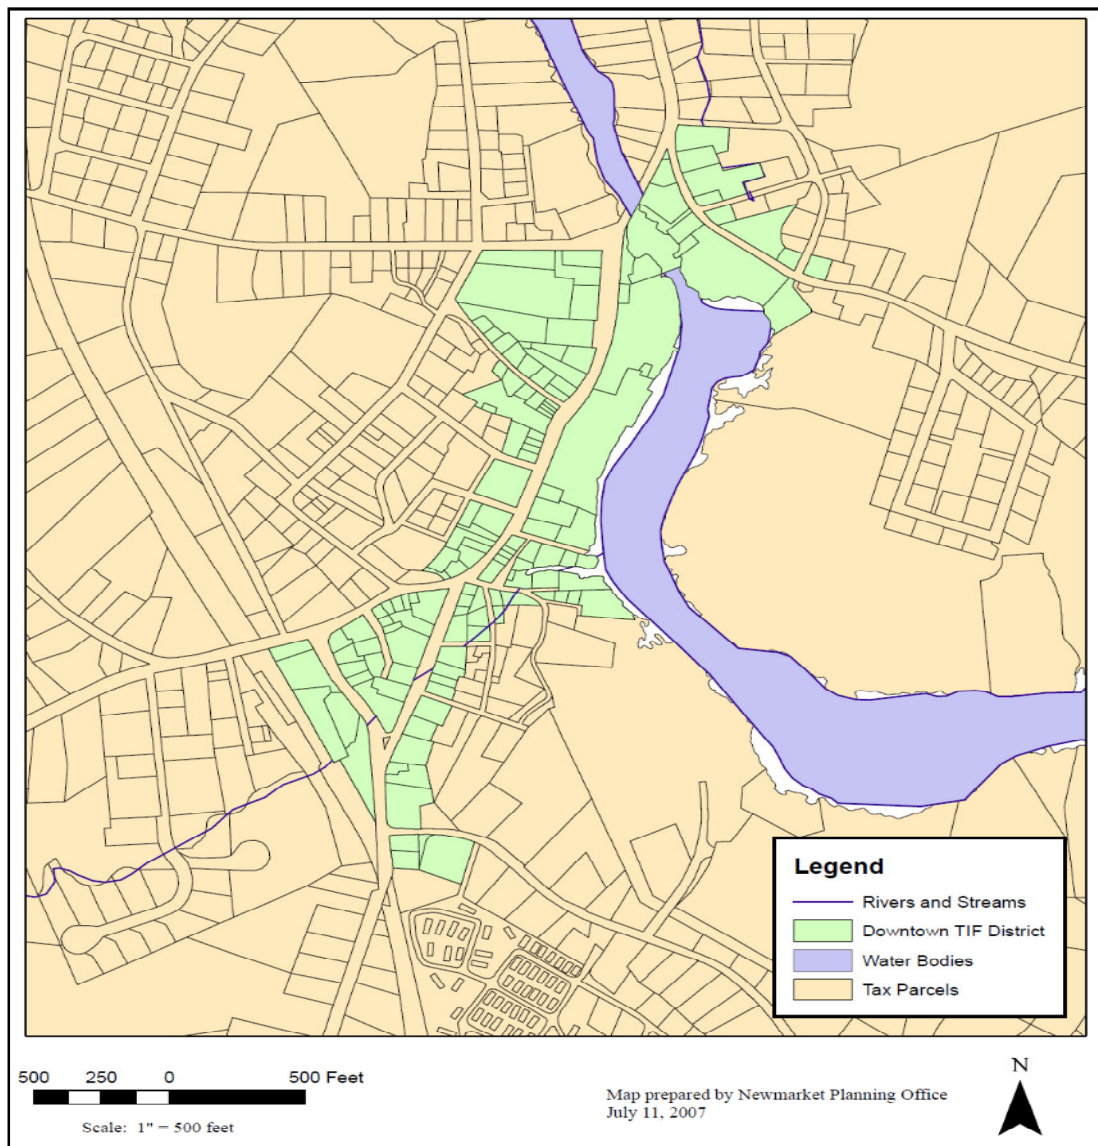 Legend
Rivers and Streams
Downtown TIF District
Water Bodies
Tax Parcels
500 250 0 500 Feet
Scale: 1" = 500 feet
Map prepared by Newmarket Planning Office
July 11, 2007
N